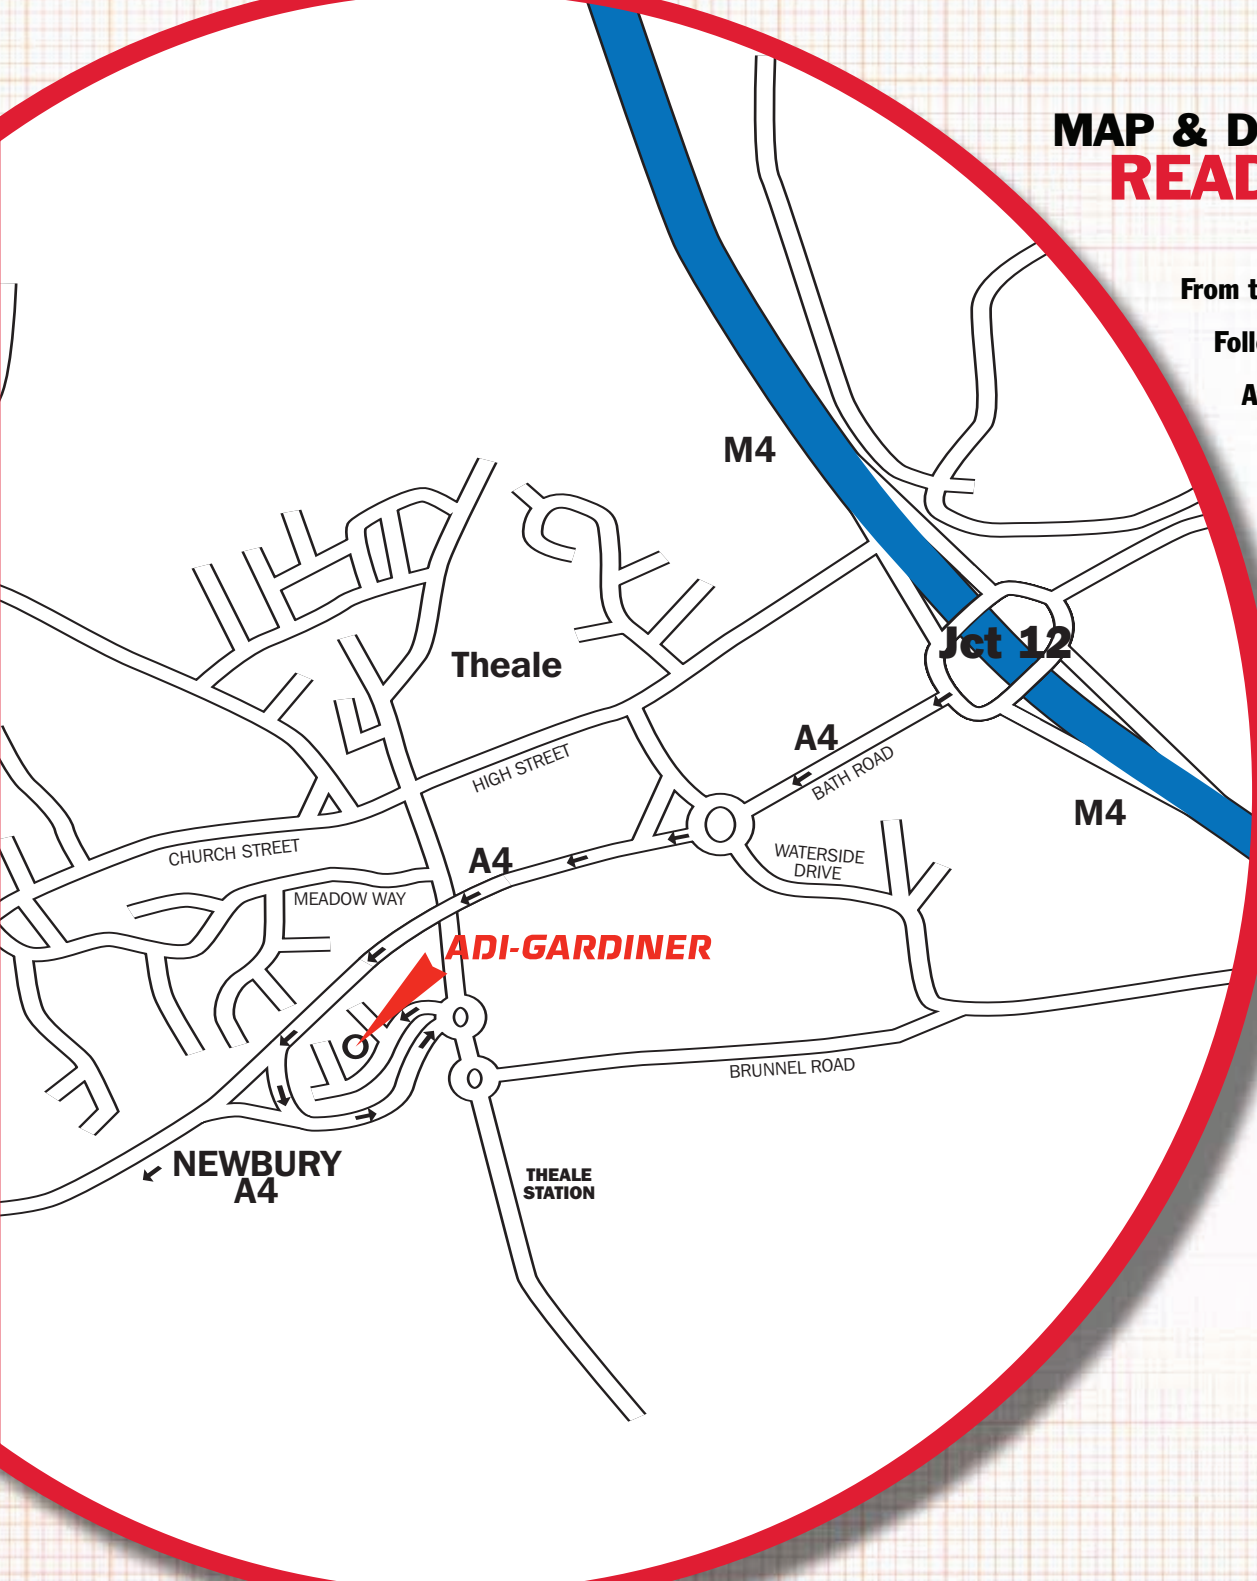 MAP & D
READ
From t
Foll
A
M4
Jct 12
Theale
A4
HIGH STREET
BATH ROAD
M4
CHURCH STREET
A4
WATERSIDE
DRIVE
MEADOW WAY
ADI-GARDINER
BRUNNEL ROAD
NEWBURY
A4
THEALE
STATION